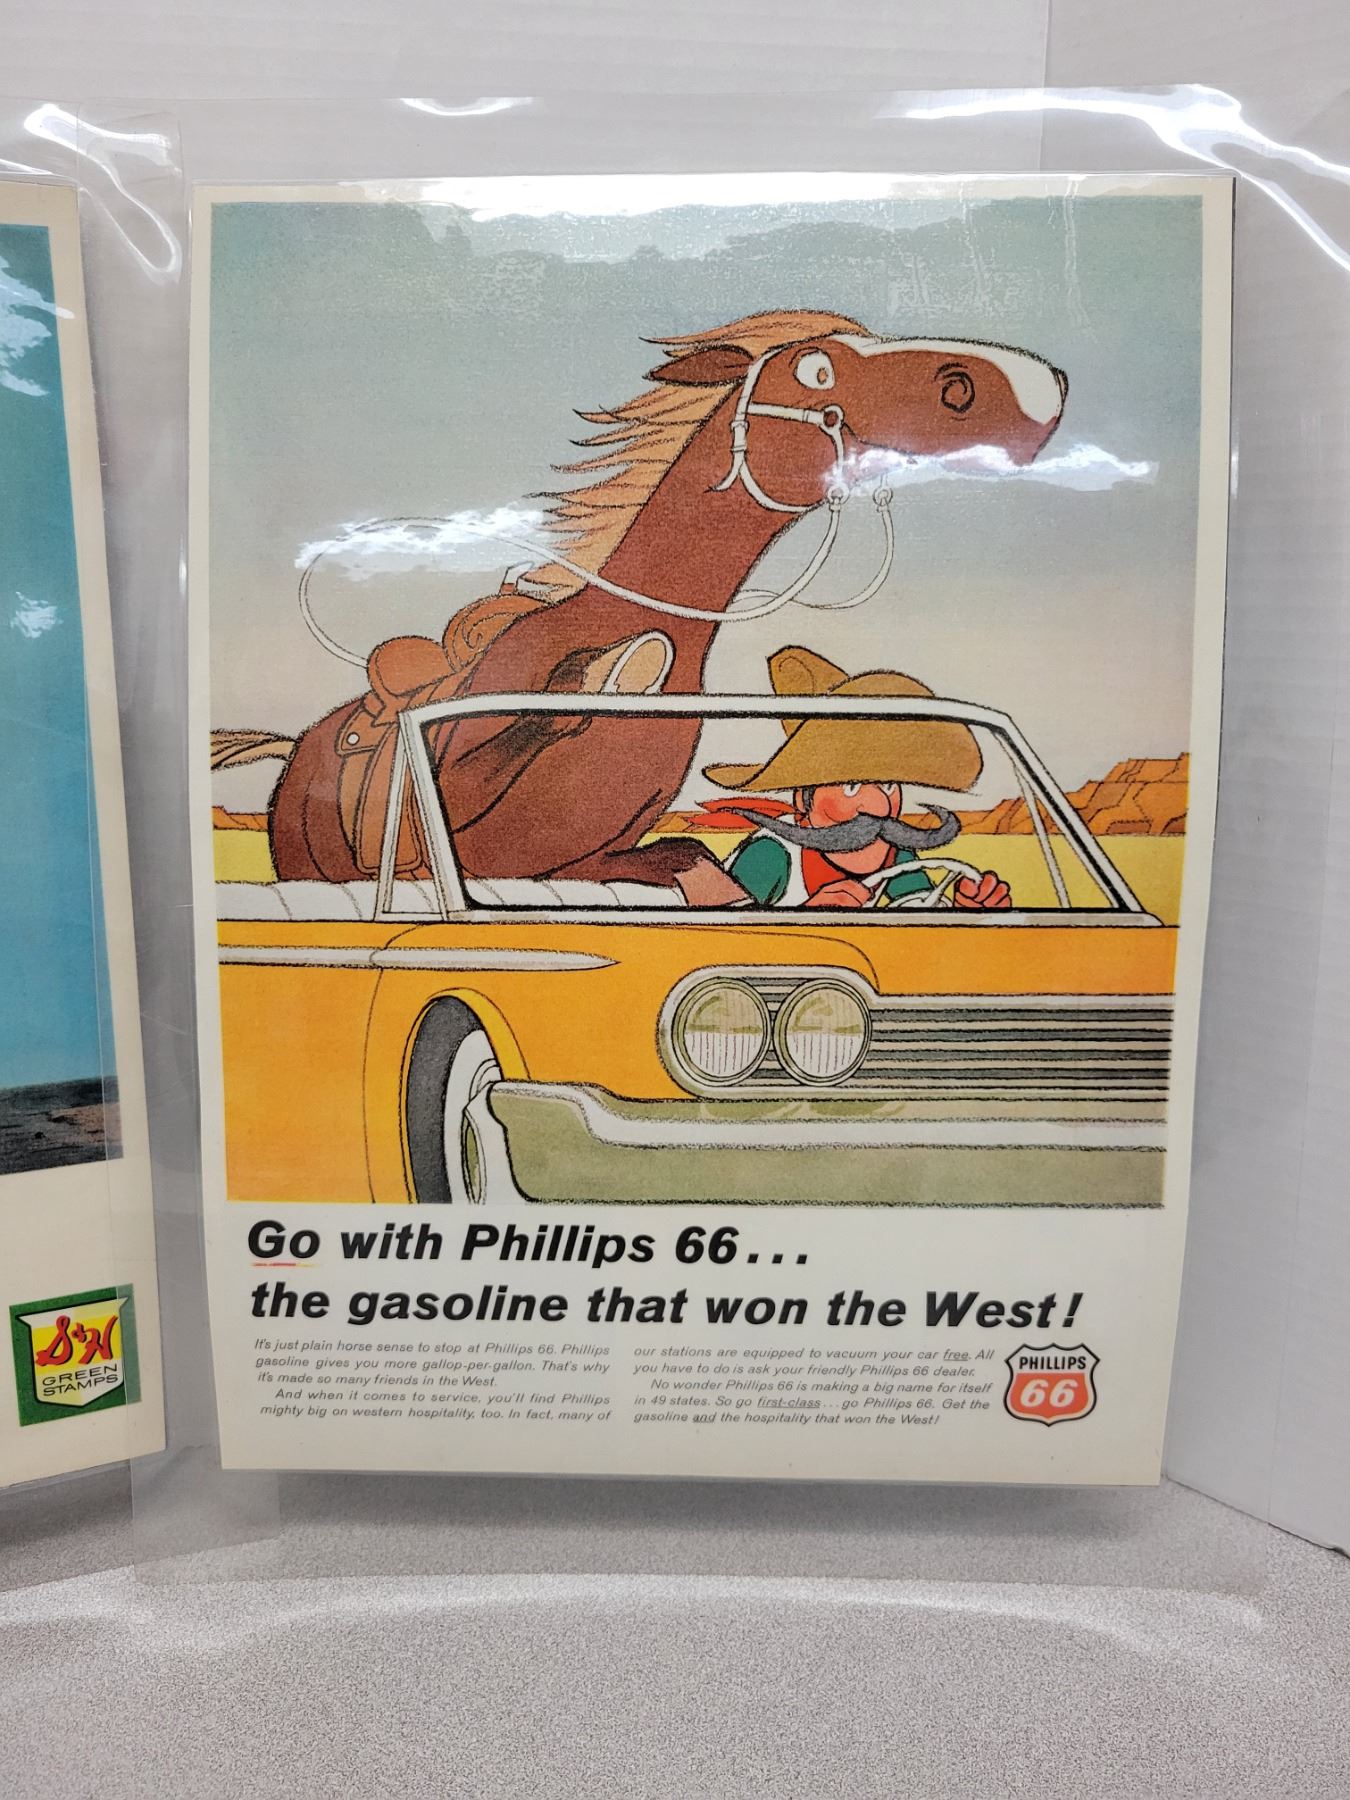 Go with Phillips 66...
the gasoline that won the West!
It's just plain horse sense to stop at Phillips 66. Phillips
gasoline gives you more gallop-per-gallon. That's why
it's made so many friends in the West.
And when it comes to service, you'll find Phillips
mighty big on western hospitality, too. In fact, many of
our stations are equipped to vacuum your car free. All
you have to do is ask your friendly Phillips 66 dealer.
No wonder Phillips 66 is making a big name for itself
in 49 states. So go first-class...go Phillips 66. Get the
gasoline and the hospitality that won the West!
PHILLIPS
66
S&H
GREEN
STAMPS